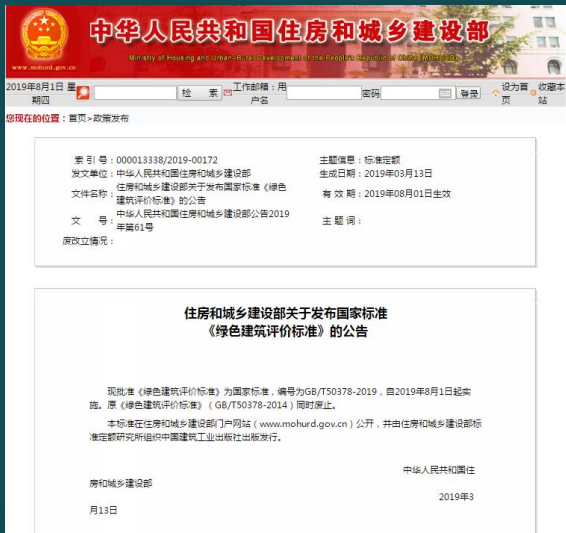 中华人民共和国住房和城乡建设部
Ministry of Housing and Urban-Rural Development of the People's Republic of China (MOHURD)
www.mohurd.gov.cn
2019年8月1日 星期四
检 索
工作邮箱：用户名
密码
登录
设为首页
收藏本站
您现在的位置：首页>政策发布
索 引 号：000013338/2019-00172
主题信息：标准定额
发文单位：中华人民共和国住房和城乡建设部
生成日期：2019年03月13日
文件名称：住房和城乡建设部关于发布国家标准《绿色
建筑评价标准》的公告
有 效 期：2019年08月01日生效
文 号：中华人民共和国住房和城乡建设部公告2019
年第61号
主 题 词：
废改立情况：
住房和城乡建设部关于发布国家标准
《绿色建筑评价标准》的公告
现批准《绿色建筑评价标准》为国家标准，编号为GB/T50378-2019，自2019年8月1日起实
施。原《绿色建筑评价标准》（GB/T50378-2014）同时废止。
本标准在住房和城乡建设部门户网站（www.mohurd.gov.cn）公开，并由住房和城乡建设部标
准定额研究所组织中国建筑工业出版社出版发行。
中华人民共和国住
房和城乡建设部
2019年3
月13日